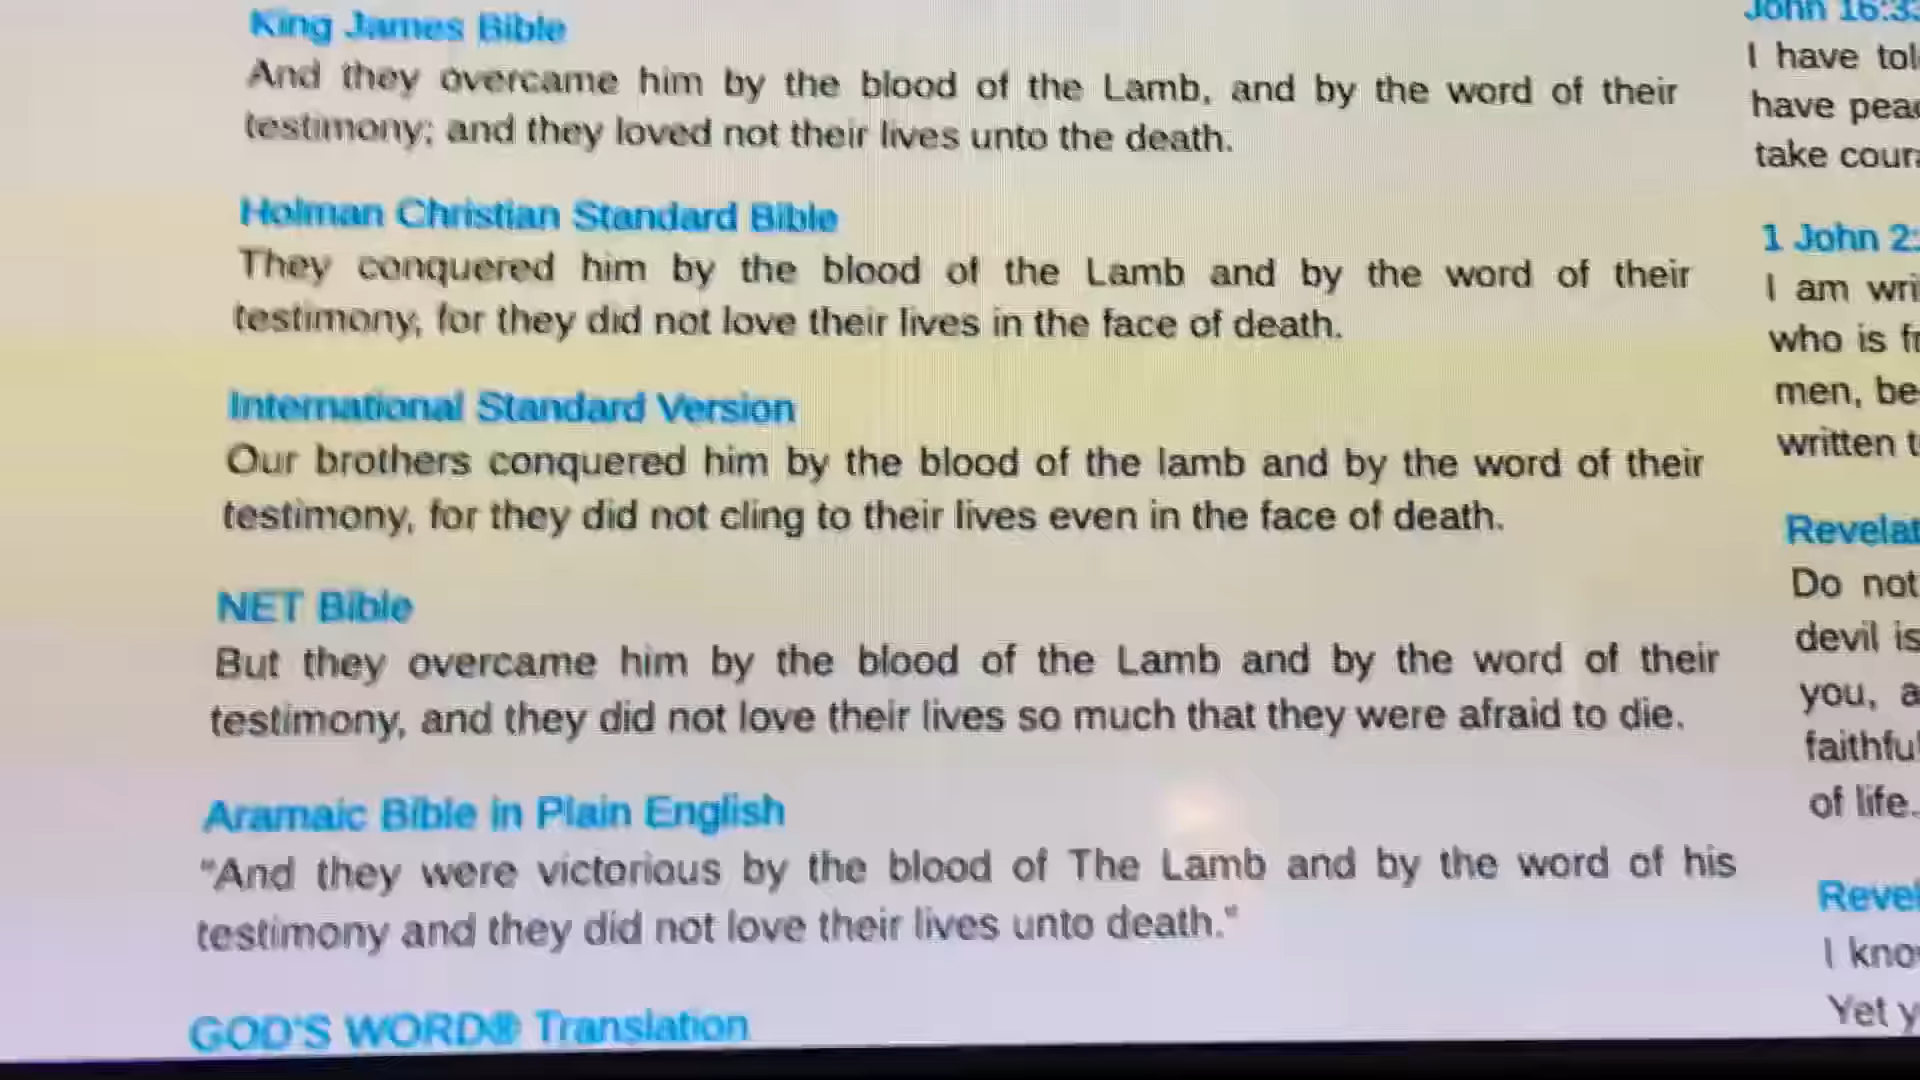 King James Bible
And they overcame him by the blood of the Lamb, and by the word of their
testimony; and they loved not their lives unto the death.
Holman Christian Standard Bible
They conquered him by the blood of the Lamb and by the word of their
testimony, for they did not love their lives in the face of death.
International Standard Version
Our brothers conquered him by the blood of the lamb and by the word of their
testimony, for they did not cling to their lives even in the face of death.
NET Bible
But they overcame him by the blood of the Lamb and by the word of their
testimony, and they did not love their lives so much that they were afraid to die.
Aramaic Bible in Plain English
"And they were victorious by the blood of The Lamb and by the word of his
testimony and they did not love their lives unto death."
GOD'S WORD® Translation
John 16:33
I have
have
take
1 John 2:
I am
who is
men,
written
Do not
devil is
you,
of life.
I
Yet